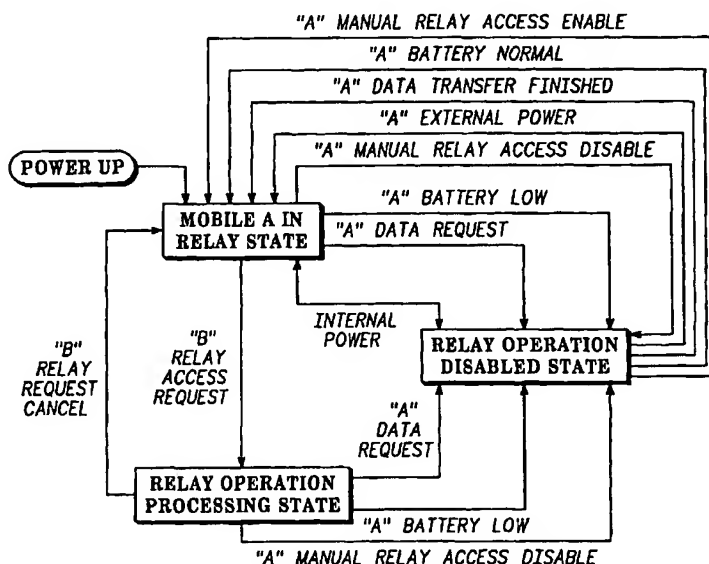 "A" MANUAL RELAY ACCESS ENABLE
"A" BATTERY NORMAL
"A" DATA TRANSFER FINISHED
"A" EXTERNAL POWER
"A" MANUAL RELAY ACCESS DISABLE
POWER UP
MOBILE A IN
RELAY STATE
"A" BATTERY LOW
"A" DATA REQUEST
INTERNAL
POWER
RELAY OPERATION
DISABLED STATE
"B"
RELAY
REQUEST
CANCEL
"B"
RELAY
ACCESS
REQUEST
"A"
DATA
REQUEST
RELAY OPERATION
PROCESSING STATE
"A" BATTERY LOW
"A" MANUAL RELAY ACCESS DISABLE